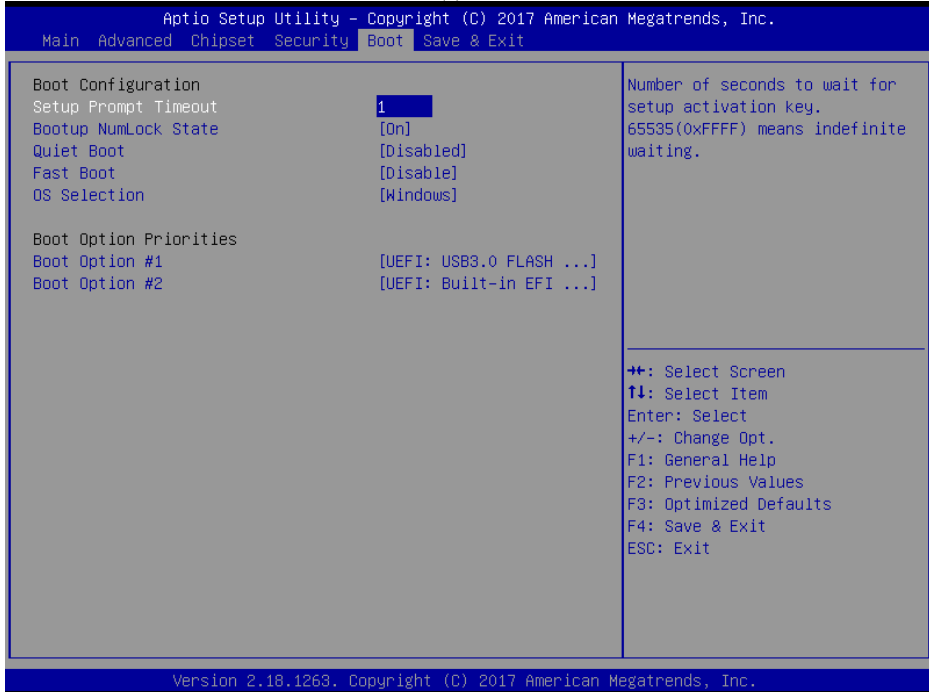 Aptio Setup Utility – Copyright (C) 2017 American Megatrends, Inc.
Main Advanced Chipset Security Boot Save & Exit
Boot Configuration
Setup Prompt Timeout 1
Bootup NumLock State [On]
Quiet Boot [Disabled]
Fast Boot [Disable]
OS Selection [Windows]
Boot Option Priorities
Boot Option #1 [UEFI: USB3.0 FLASH ...]
Boot Option #2 [UEFI: Built-in EFI ...]
Number of seconds to wait for
setup activation key.
65535(0xFFFF) means indefinite
waiting.
→←: Select Screen
↑↓: Select Item
Enter: Select
+/-: Change Opt.
F1: General Help
F2: Previous Values
F3: Optimized Defaults
F4: Save & Exit
ESC: Exit
Version 2.18.1263. Copyright (C) 2017 American Megatrends, Inc.